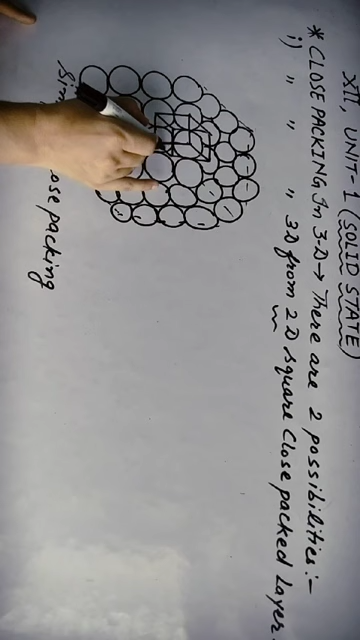 XII, UNIT-1 (SOLID STATE)
* CLOSE PACKING In 3-D → There are 2 possibilities:-
i) " " " 3D from 2D square Close packed Layer.
ose packing